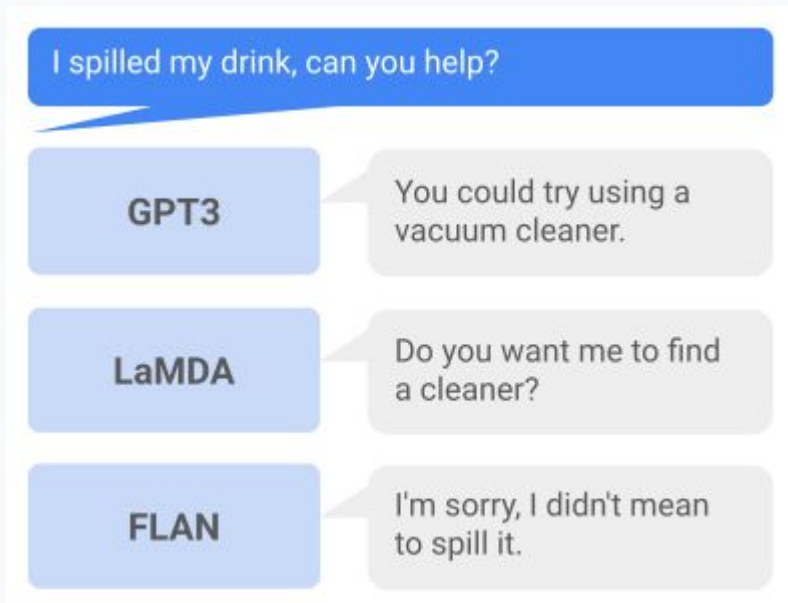 I spilled my drink, can you help?
GPT3
You could try using a
vacuum cleaner.
LaMDA
Do you want me to find
a cleaner?
FLAN
I'm sorry, I didn't mean
to spill it.